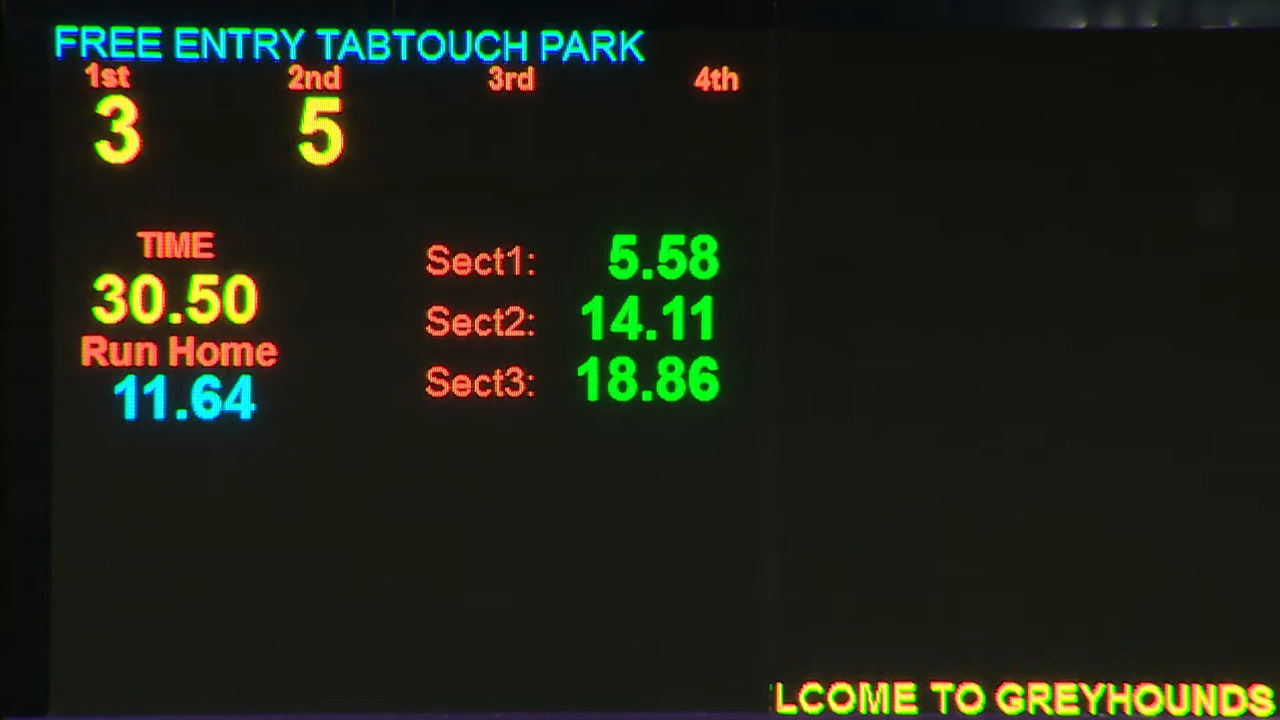 FREE ENTRY TABTOUCH PARK
1st 2nd 3rd 4th
3 5
TIME
30.50
Run Home
11.64
Sect1: 5.58
Sect2: 14.11
Sect3: 18.86
LCOME TO GREYHOUNDS